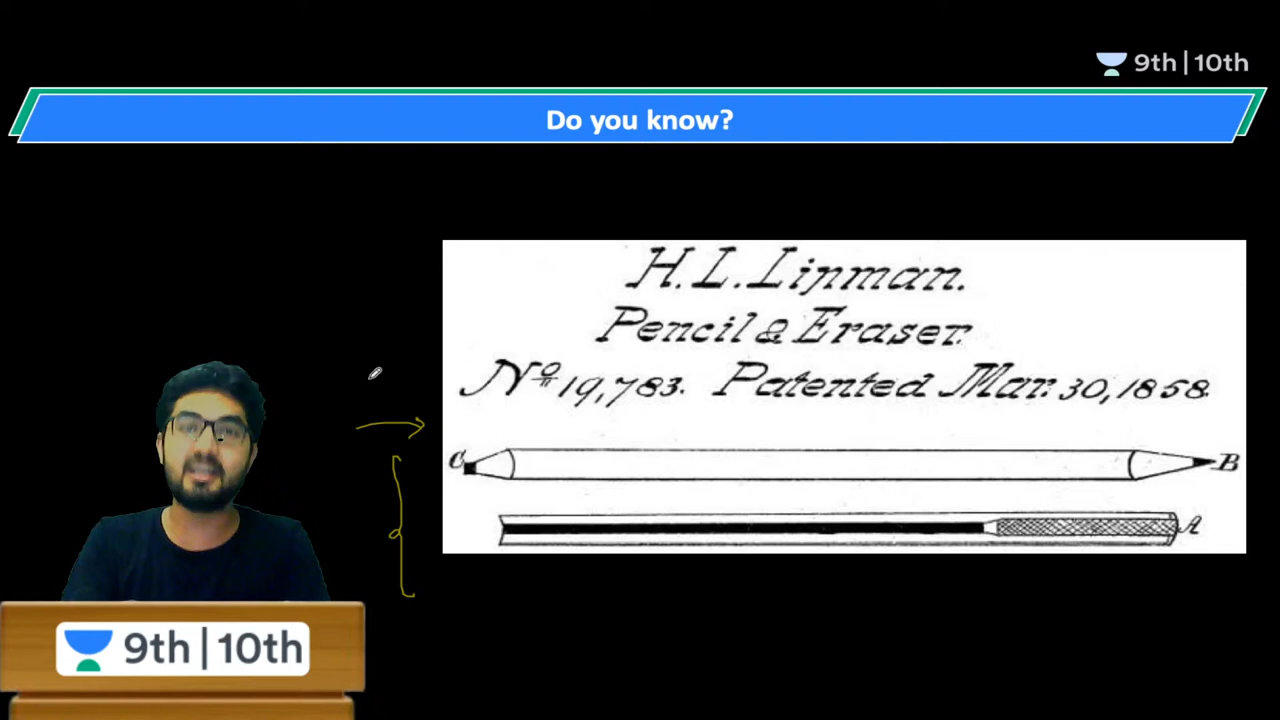 9th | 10th
Do you know?
H. L. Lipman.
Pencil & Eraser.
No 19,783. Patented Mar. 30, 1858.
C B
A
9th | 10th